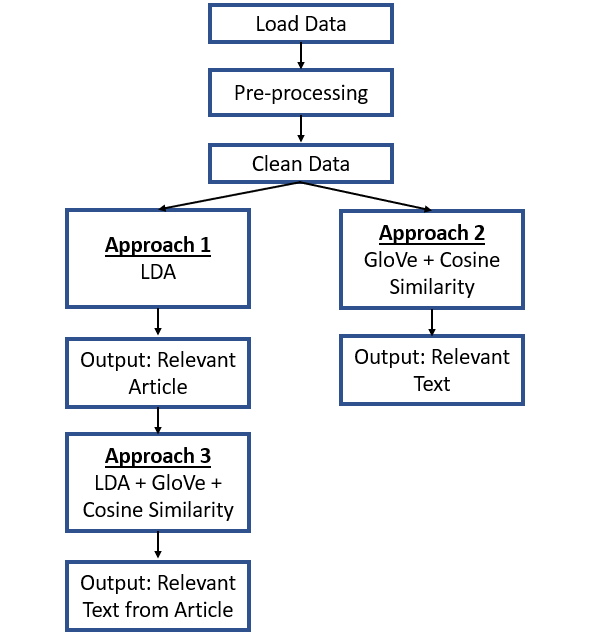 Load Data
Pre-processing
Clean Data
Approach 1
LDA
Approach 2
GloVe + Cosine
Similarity
Output: Relevant
Article
Output: Relevant
Text
Approach 3
LDA + GloVe +
Cosine Similarity
Output: Relevant
Text from Article